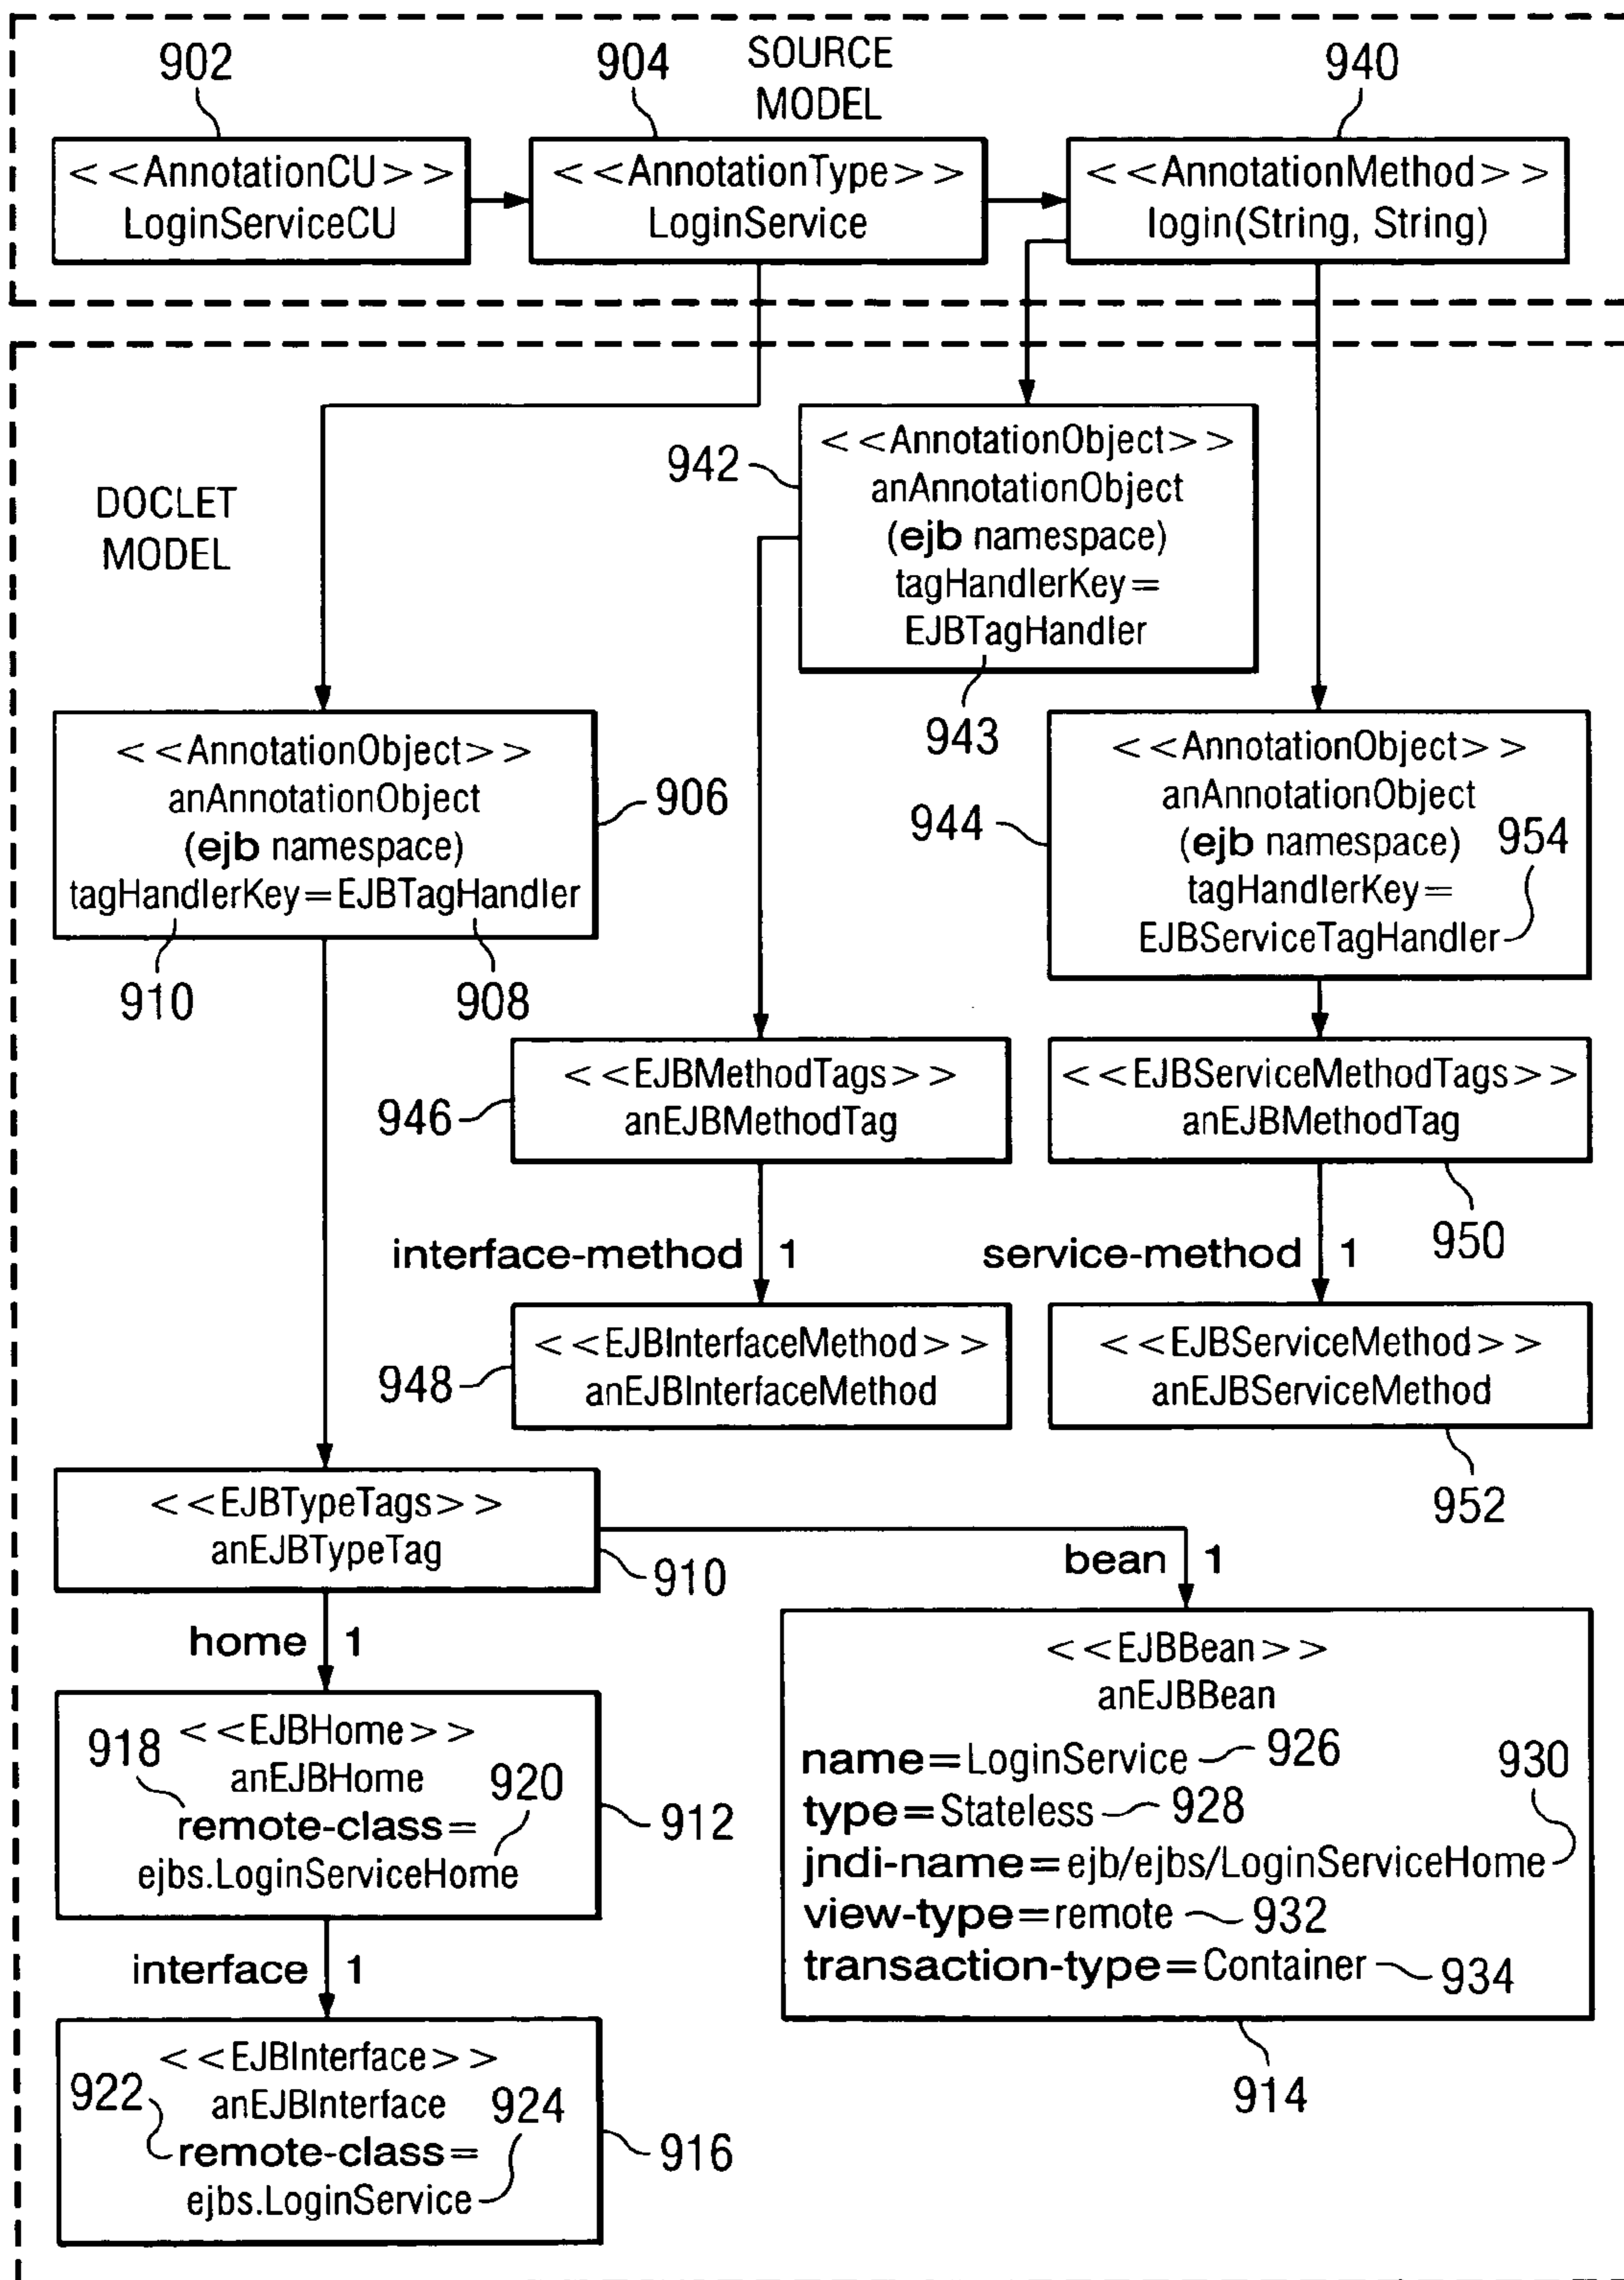 902
904
SOURCE
MODEL
940
<<AnnotationCU>>
LoginServiceCU
<<AnnotationType>>
LoginService
<<AnnotationMethod>>
login(String, String)
DOCLET
MODEL
942
<<AnnotationObject>>
anAnnotationObject
(ejb namespace)
tagHandlerKey=
EJBTagHandler
943
<<AnnotationObject>>
anAnnotationObject
(ejb namespace)
tagHandlerKey=EJBTagHandler
906
910
908
944
<<AnnotationObject>>
anAnnotationObject
(ejb namespace)
954
tagHandlerKey=
EJBServiceTagHandler
946
<<EJBMethodTags>>
anEJBMethodTag
<<EJBServiceMethodTags>>
anEJBMethodTag
950
interface-method 1
service-method 1
948
<<EJBInterfaceMethod>>
anEJBInterfaceMethod
<<EJBServiceMethod>>
anEJBServiceMethod
952
<<EJBTypeTags>>
anEJBTypeTag
910
bean 1
home 1
918
<<EJBHome>>
anEJBHome
920
remote-class=
ejbs.LoginServiceHome
912
<<EJBBean>>
anEJBBean
name=LoginService 926
930
type=Stateless 928
jndi-name=ejb/ejbs/LoginServiceHome
view-type=remote 932
transaction-type=Container 934
914
interface 1
<<EJBInterface>>
922
anEJBInterface
924
remote-class=
ejbs.LoginService
916